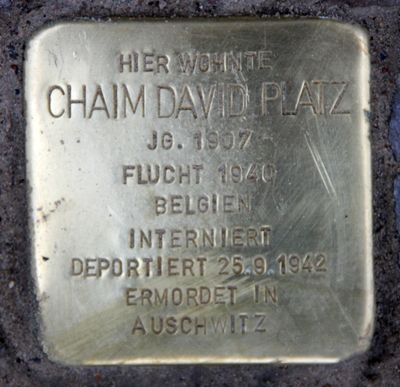 HIER WOHNTE
CHAIM DAVID PLATZ
JG. 1907
FLUCHT 1940
BELGIEN
INTERNIERT
DEPORTIERT 25.9.1942
ERMORDET IN
AUSCHWITZ